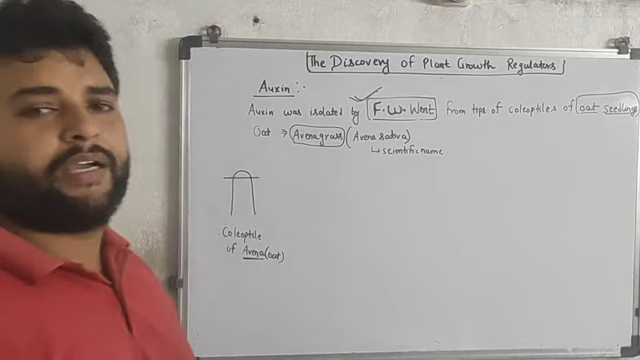 The Discovery of Plant Growth Regulators
Auxin :-
Auxin was isolated by F.W. Went from tips of coleoptiles of oat seedlings
Oat → Avena grass (Avena sativa)
↳ scientific name
Coleoptile
of Avena (oat)